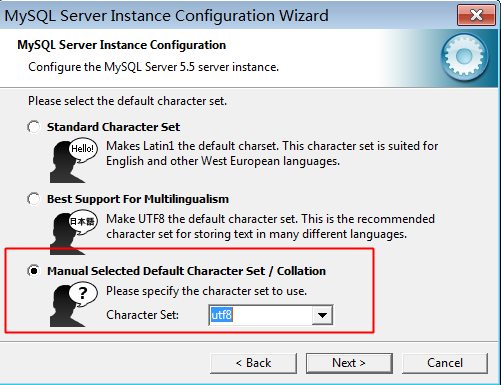 MySQL Server Instance Configuration Wizard
MySQL Server Instance Configuration
Configure the MySQL Server 5.5 server instance.
Please select the default character set.
Standard Character Set
Hello!
Makes Latin1 the default charset. This character set is suited for
English and other West European languages.
Best Support For Multilingualism
日本語
Make UTF8 the default character set. This is the recommended
character set for storing text in many different languages.
Manual Selected Default Character Set / Collation
?
Please specify the character set to use.
Character Set: utf8
< Back Next > Cancel